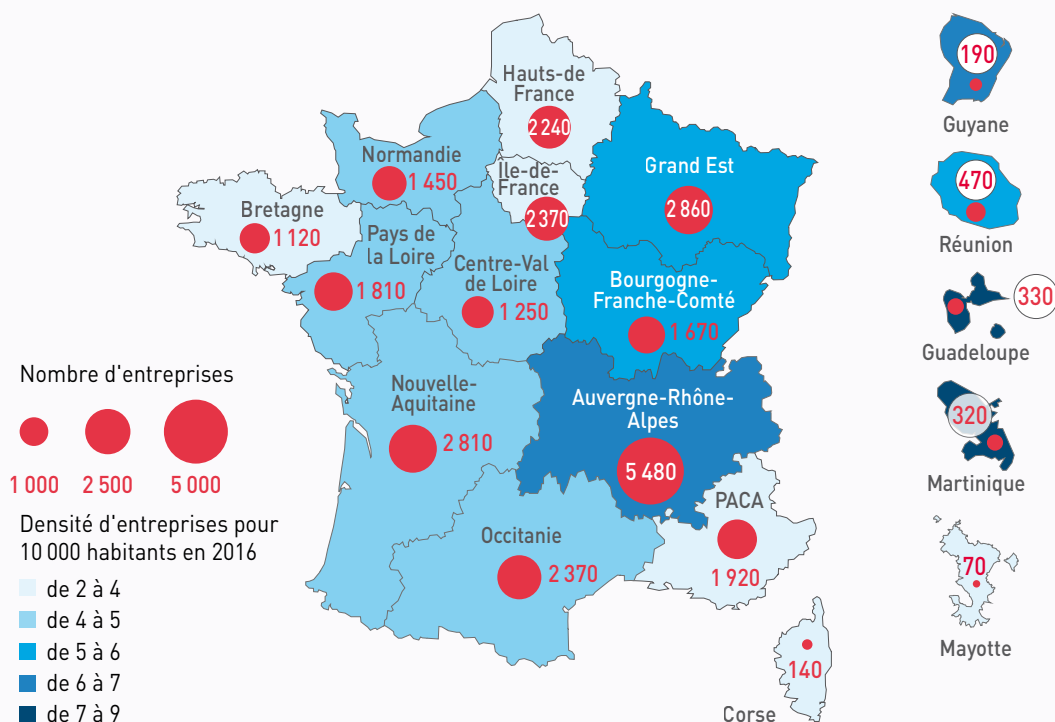 Hauts-de
France
2 240
Normandie
1 450
Ile-de-
France
2 370
Grand Est
2 860
Bretagne
1 120
Pays de
la Loire
1 810
Centre-Val
de Loire
1 250
Bourgogne-
Franche-Comté
1 670
Nouvelle-
Aquitaine
2 810
Auvergne-Rhône-
Alpes
5 480
Occitanie
2 370
PACA
1 920
140
Corse
190
Guyane
470
Réunion
330
Guadeloupe
320
Martinique
70
Mayotte
Nombre d'entreprises
1 000 2 500 5 000
Densité d'entreprises pour
10 000 habitants en 2016
de 2 à 4
de 4 à 5
de 5 à 6
de 6 à 7
de 7 à 9